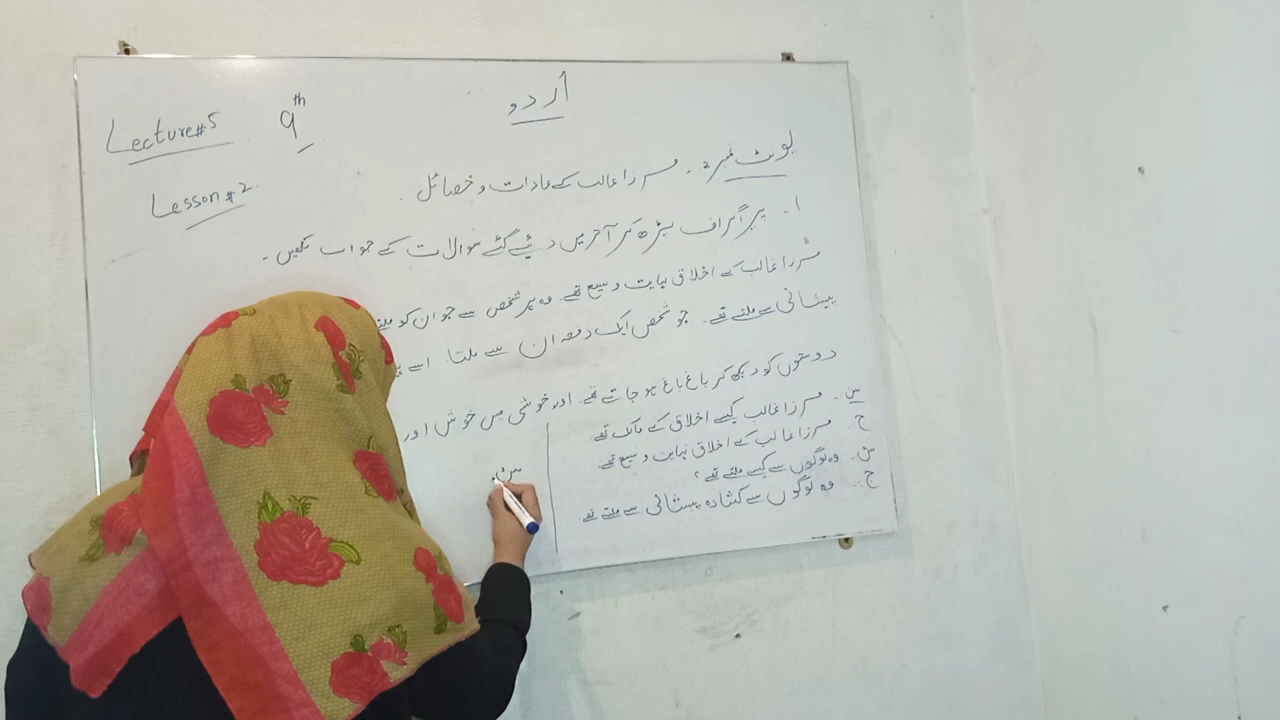 اُردو
Lecture #5
9th
Lesson #2.
یونٹ نمبر 2 ۔ مرزا غالب کے عادات و خصائل ۔
1۔ پیراگراف پڑھ کر آخر میں دیئے گئے سوالات کے جواب لکھیں۔
مرزا غالب کے اخلاق نہایت وسیع تھے۔ وہ ہر شخص سے جو ان کو ملنے
پیشانی سے ملتے تھے۔ جو شخص ایک دفعہ ان سے ملتا اسے
دوستوں کو دیکھ کر باغ باغ ہو جاتے تھے۔ اور خوشی میں خوش اور
س۔ مرزا غالب کیسے اخلاق کے مالک تھے۔
ج۔ مرزا غالب کے اخلاق نہایت وسیع تھے۔
س۔ وہ لوگوں سے کیسے ملتے تھے؟
ج۔ وہ لوگوں سے کشادہ پیشانی سے ملتے تھے۔
س۔